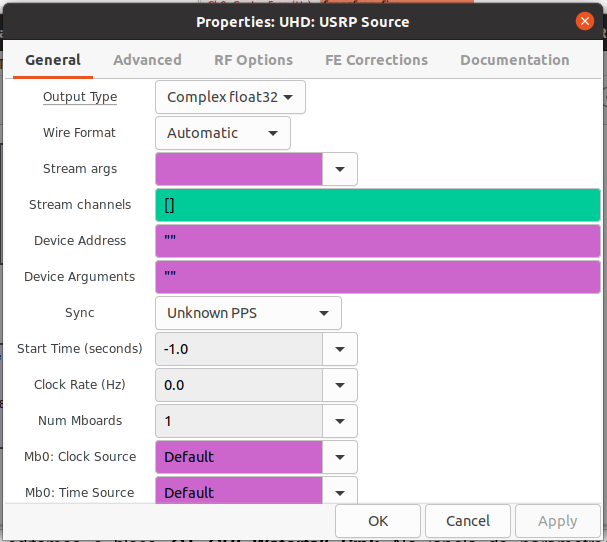 Properties: UHD: USRP Source
General Advanced RF Options FE Corrections Documentation
Output Type Complex float32
Wire Format Automatic
Stream args
Stream channels []
Device Address ""
Device Arguments ""
Sync Unknown PPS
Start Time (seconds) -1.0
Clock Rate (Hz) 0.0
Num Mboards 1
Mb0: Clock Source Default
Mb0: Time Source Default
OK Cancel Apply